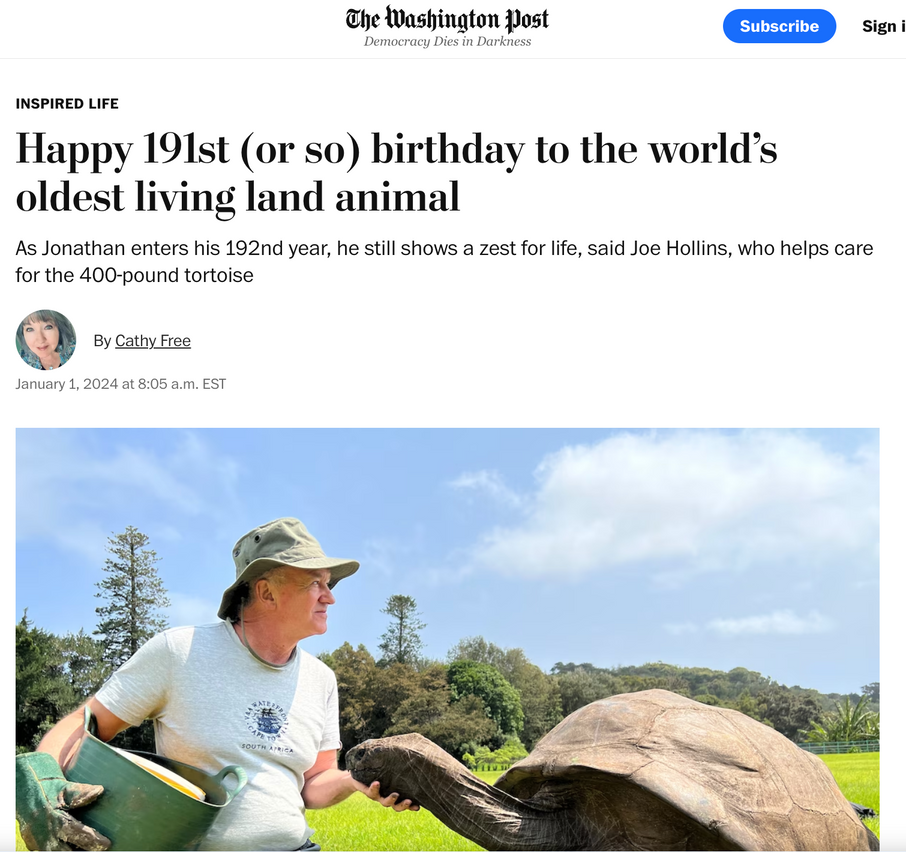 The Washington Post
Democracy Dies in Darkness
Subscribe
Sign i
INSPIRED LIFE
Happy 191st (or so) birthday to the world’s
oldest living land animal
As Jonathan enters his 192nd year, he still shows a zest for life, said Joe Hollins, who helps care
for the 400-pound tortoise
By Cathy Free
January 1, 2024 at 8:05 a.m. EST
V&A WATERFRONT
CAPE TOWN
SOUTH AFRICA